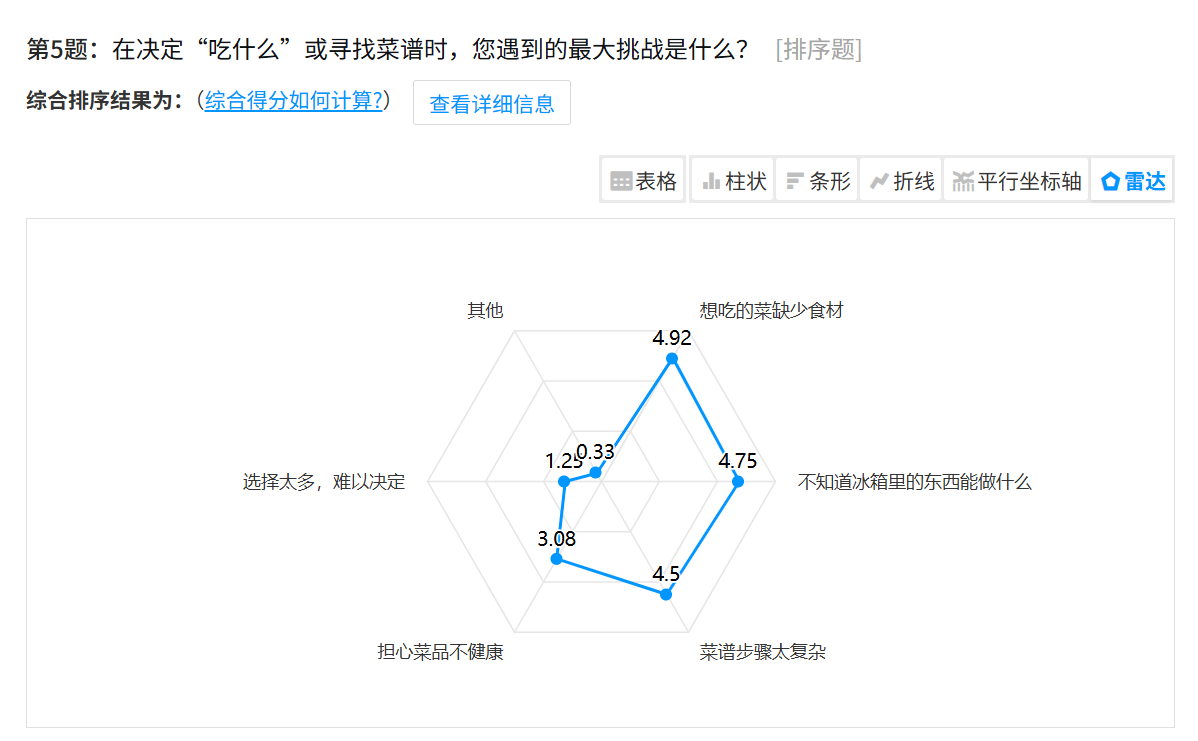 第5题：在决定“吃什么”或寻找菜谱时，您遇到的最大挑战是什么？ [排序题]
综合排序结果为：（综合得分如何计算?） 查看详细信息
表格 柱状 条形 折线 平行坐标轴 雷达
其他 想吃的菜缺少食材
4.92
1.25 0.33 4.75
选择太多，难以决定 不知道冰箱里的东西能做什么
3.08
4.5
担心菜品不健康 菜谱步骤太复杂